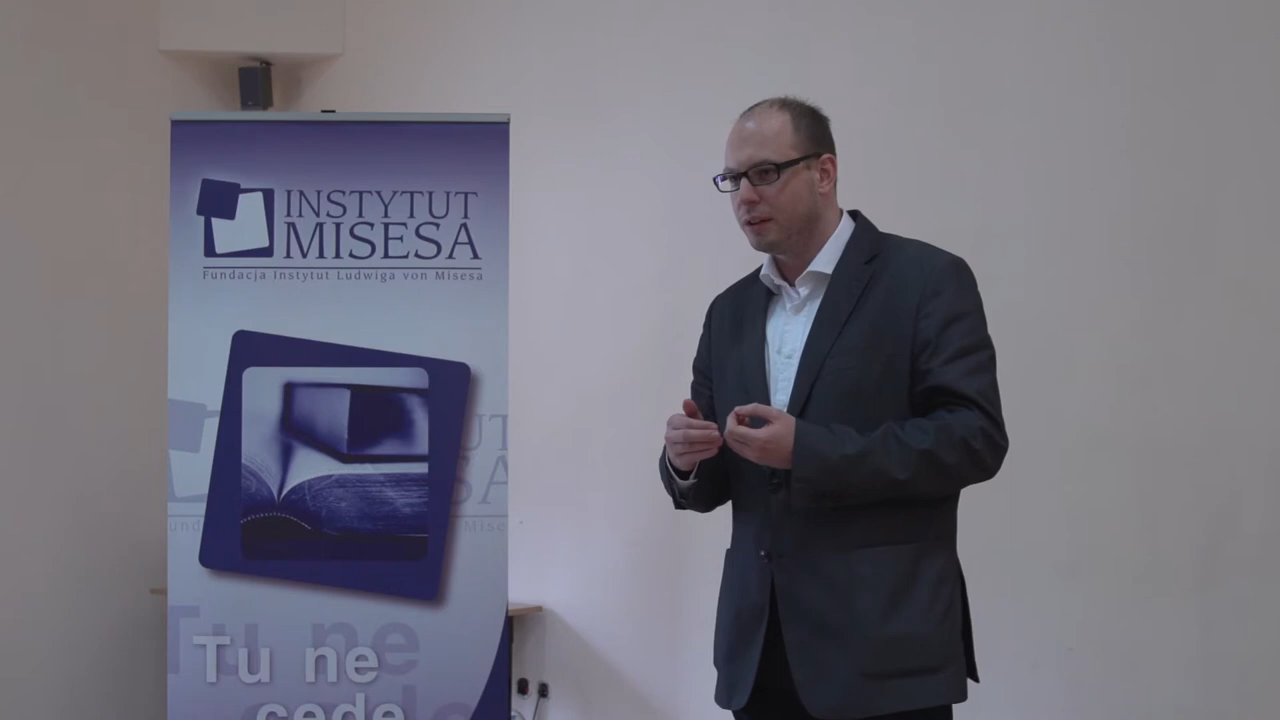 INSTYTUT
MISESA
Fundacja Instytut Ludwiga von Misesa
Tu ne
cede